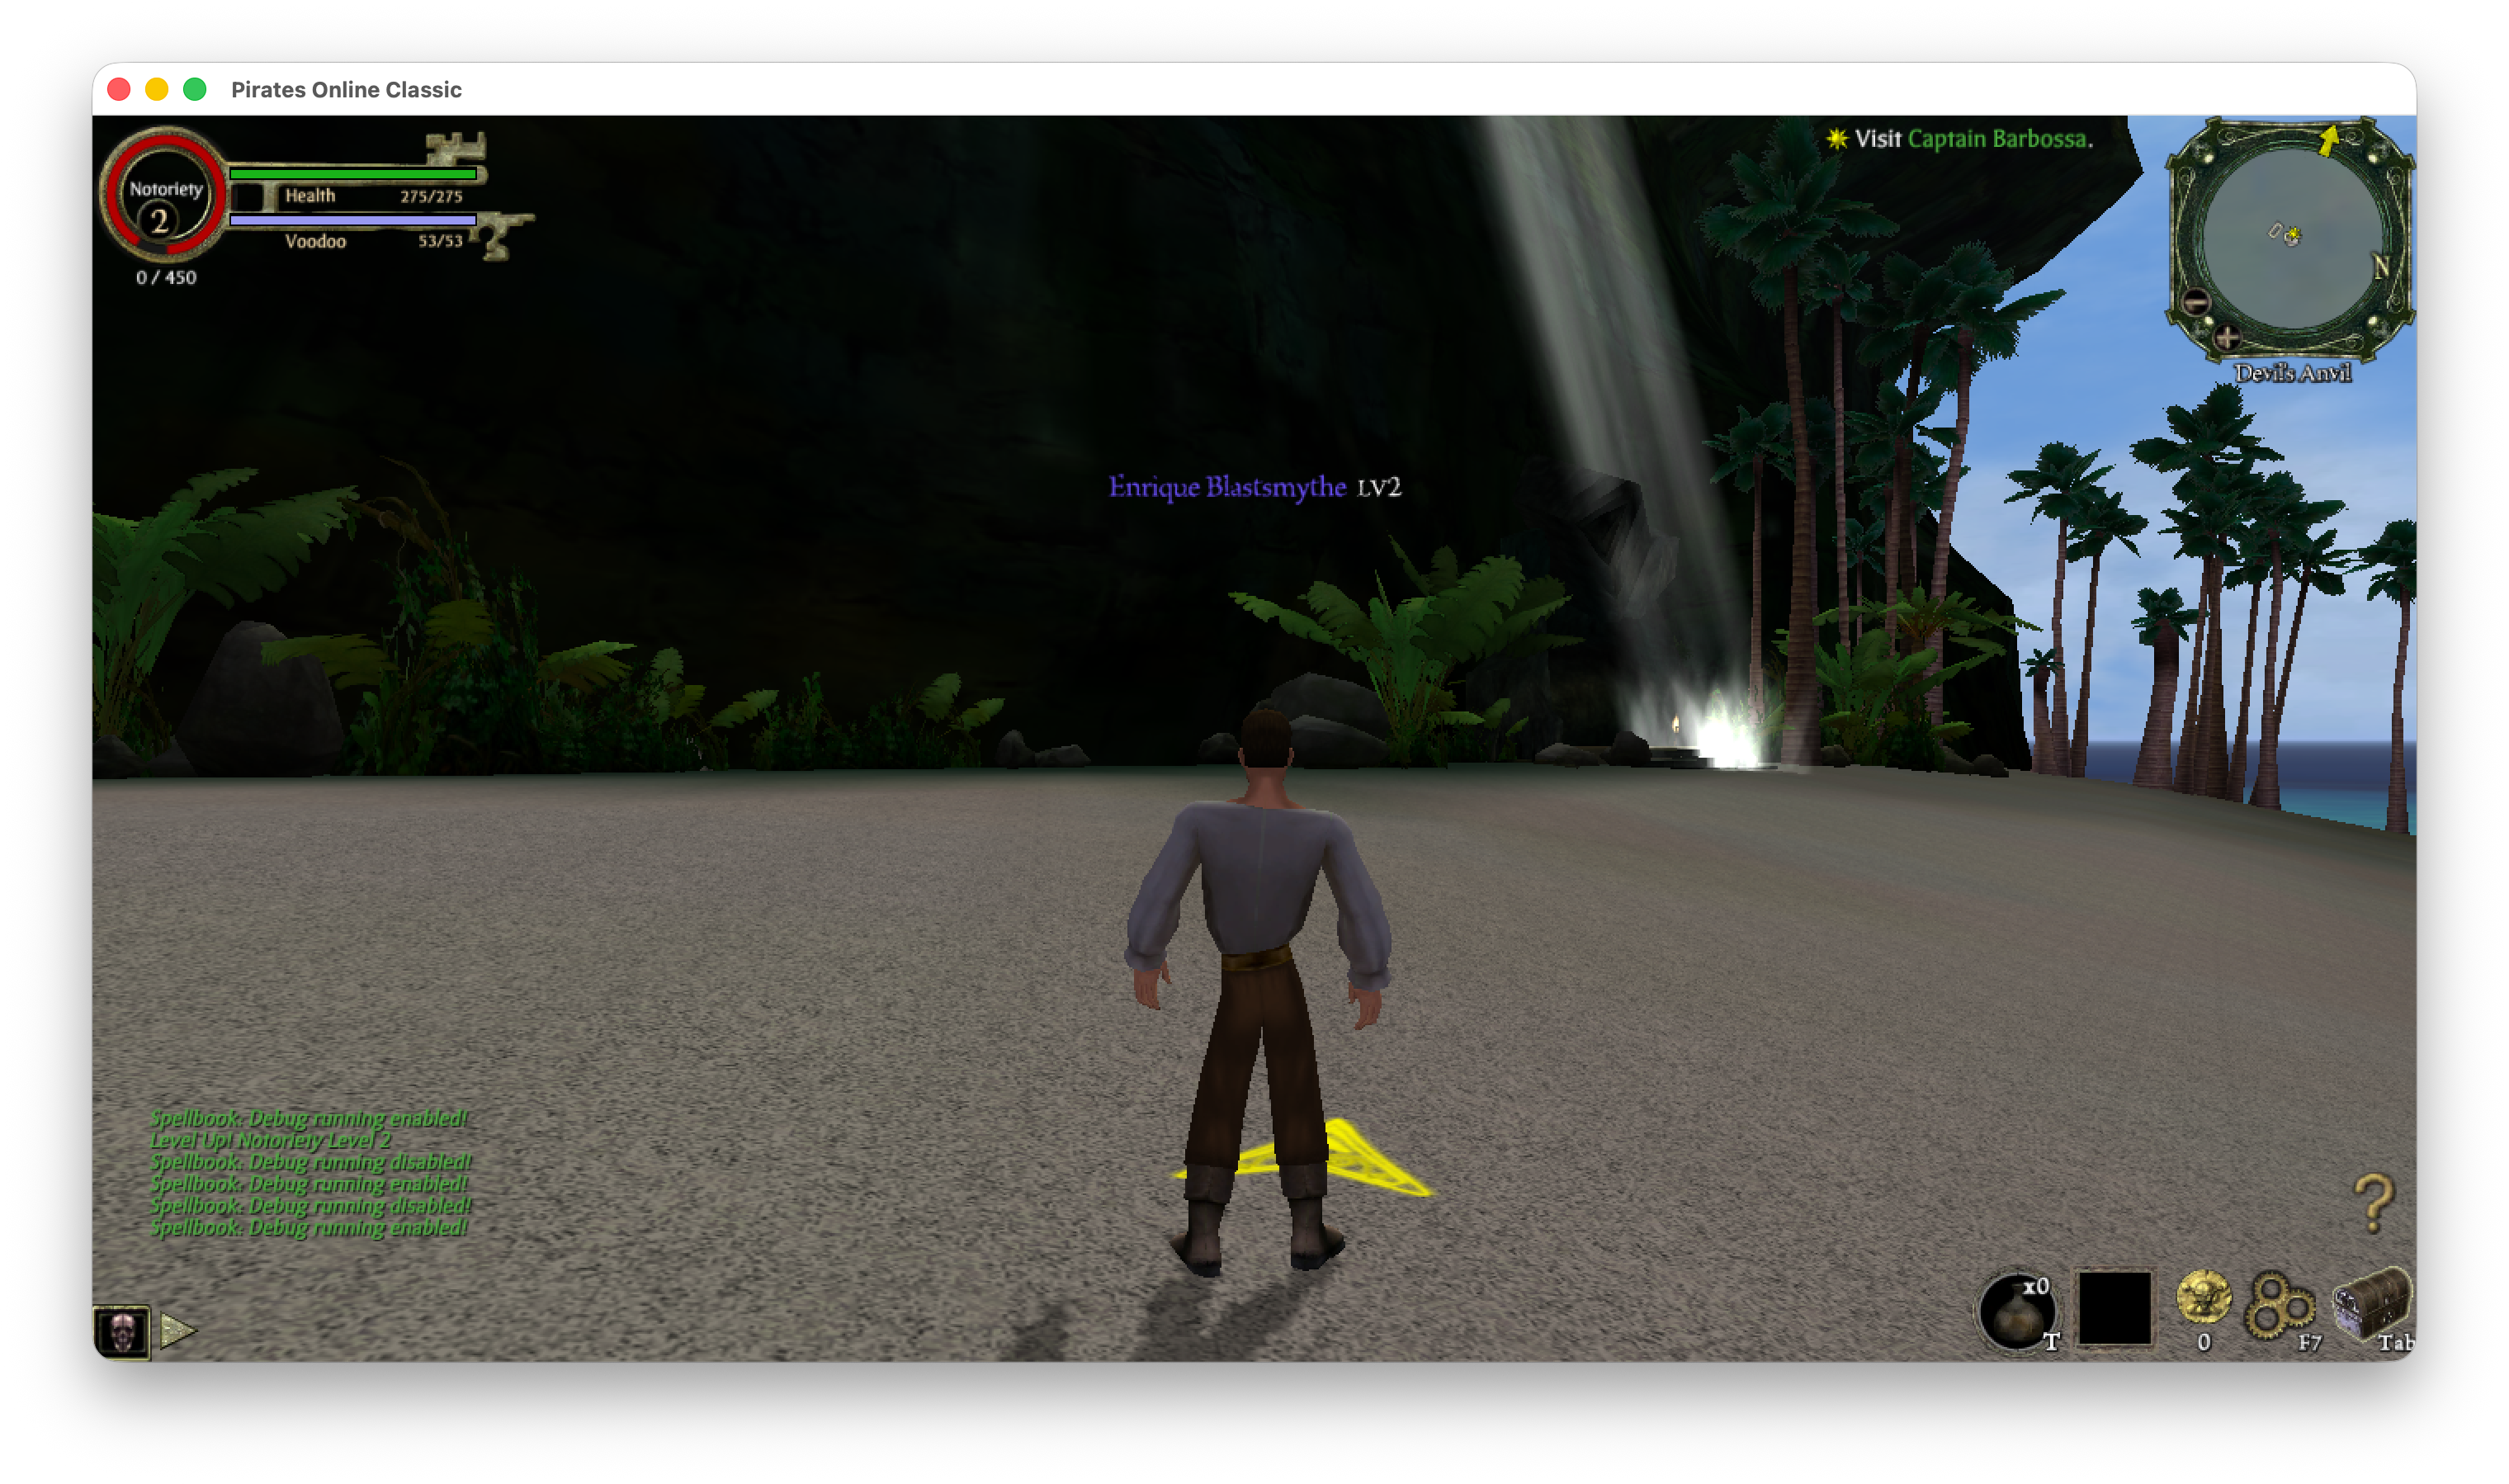 Pirates Online Classic
Notoriety
2
Health 275/275
Voodoo 53/53
0 / 450
Visit Captain Barbossa.
N
Devil's Anvil
Enrique Blastsmythe LV2
Spellbook: Debug running enabled!
Level Up! Notoriety Level 2
Spellbook: Debug running disabled!
Spellbook: Debug running enabled!
Spellbook: Debug running disabled!
Spellbook: Debug running enabled!
?
x0
T
0
F7
Tab